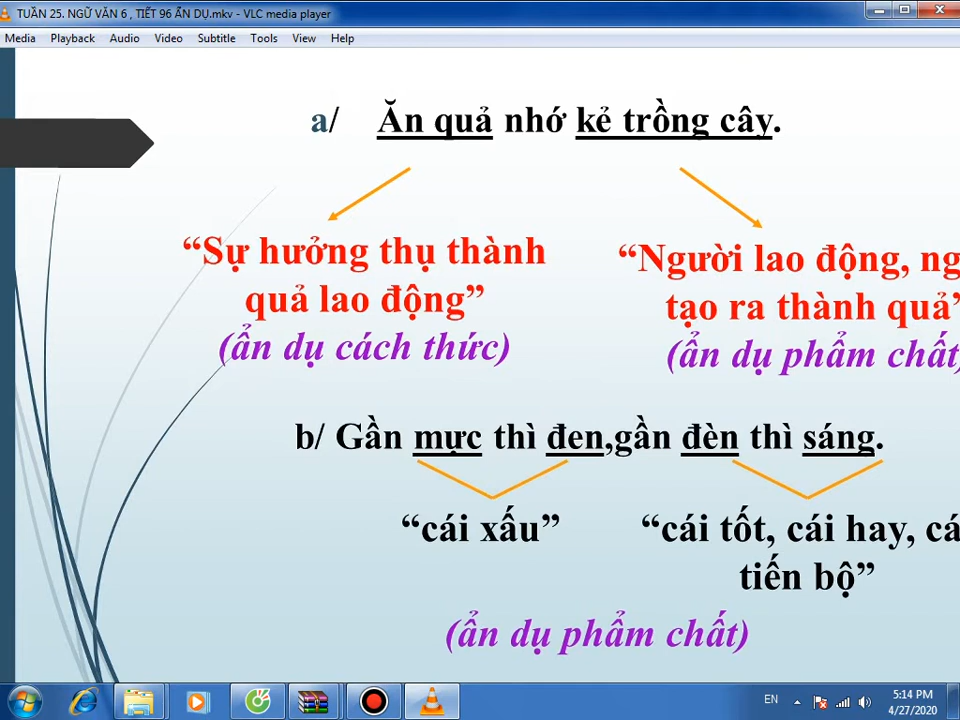 TUẦN 25. NGỮ VĂN 6 , TIẾT 96 ẨN DỤ.mkv - VLC media player
Media Playback Audio Video Subtitle Tools View Help
a/ Ăn quả nhớ kẻ trồng cây.
“Sự hưởng thụ thành
quả lao động”
(ẩn dụ cách thức)
“Người lao động, ng
tạo ra thành quả”
(ẩn dụ phẩm chất)
b/ Gần mực thì đen,gần đèn thì sáng.
“cái xấu”
“cái tốt, cái hay, cá
tiến bộ”
(ẩn dụ phẩm chất)
EN
5:14 PM
4/27/2020